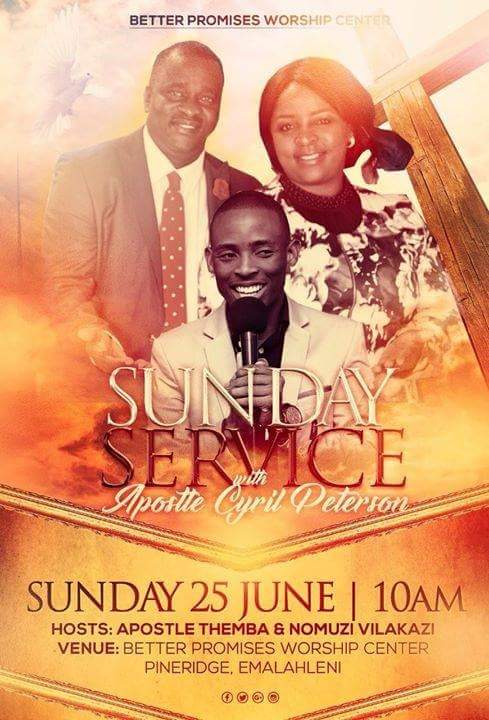 BETTER PROMISES WORSHIP CENTER
SUNDAY
SERVICE
with
Apostle Cyril Peterson
SUNDAY 25 JUNE | 10AM
HOSTS: APOSTLE THEMBA & NOMUZI VILAKAZI
VENUE: BETTER PROMISES WORSHIP CENTER
PINERIDGE, EMALAHLENI